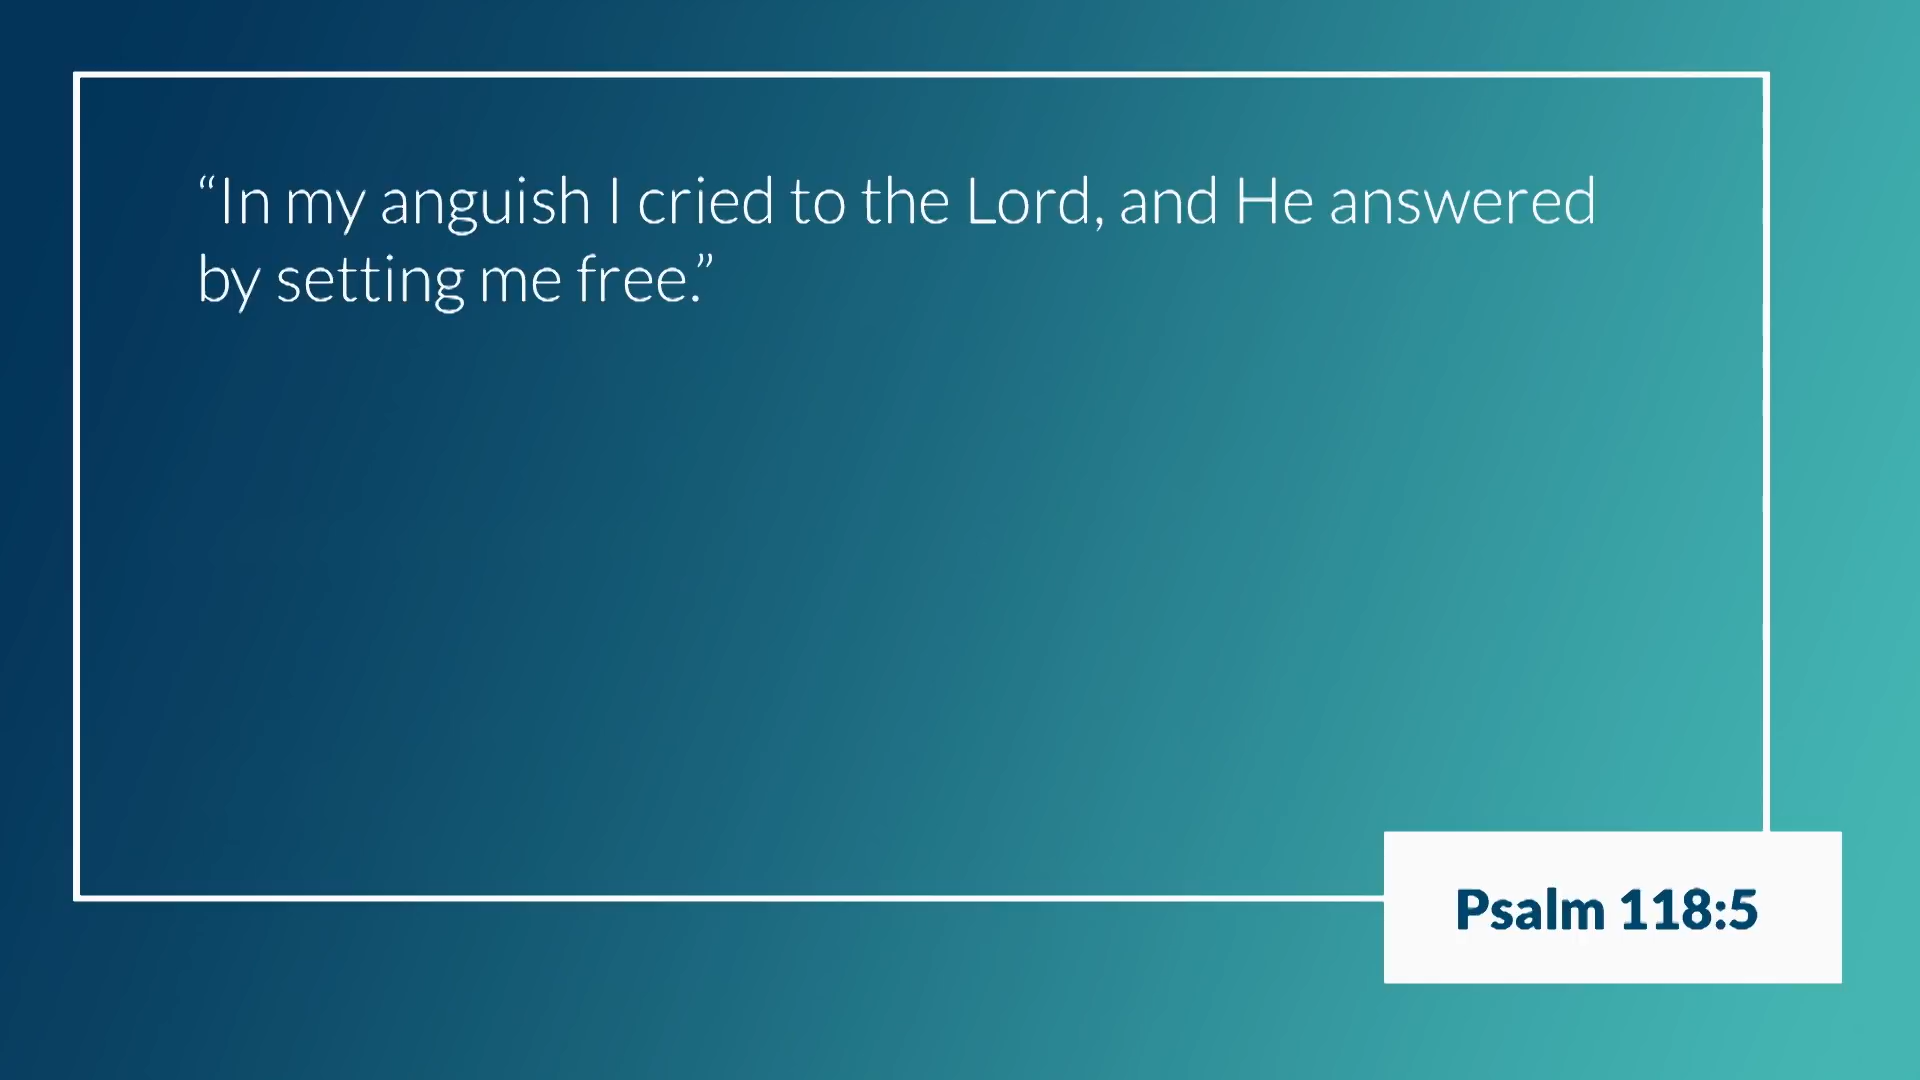 “In my anguish I cried to the Lord, and He answered
by setting me free.”
Psalm 118:5